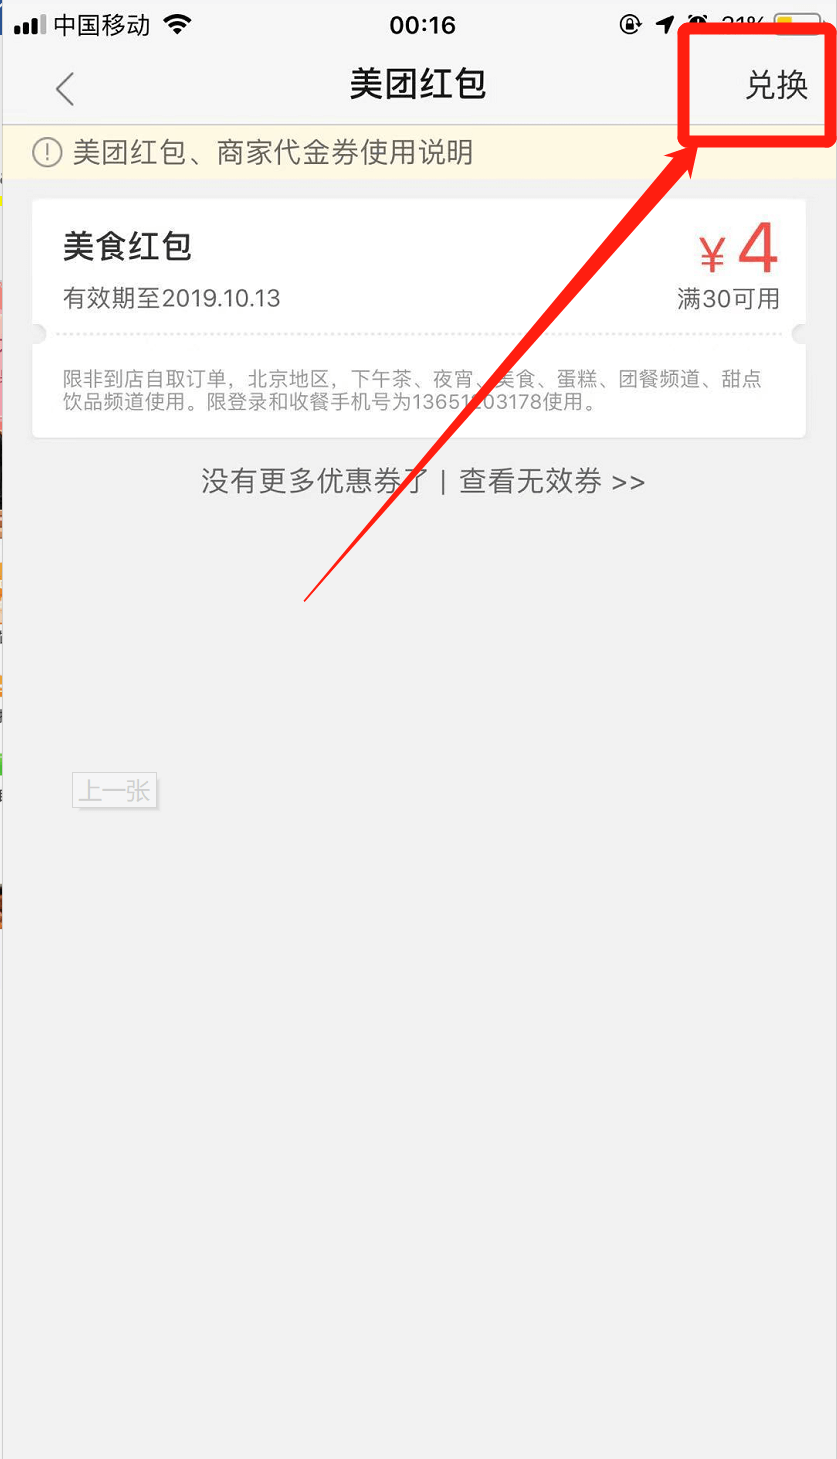 中国移动 00:16 21%
美团红包 兑换
美团红包、商家代金券使用说明
美食红包 ¥4
有效期至2019.10.13 满30可用
限非到店自取订单，北京地区，下午茶、夜宵、美食、蛋糕、团餐频道、甜点
饮品频道使用。限登录和收餐手机号为13651203178使用。
没有更多优惠券了 | 查看无效券 >>
上一张